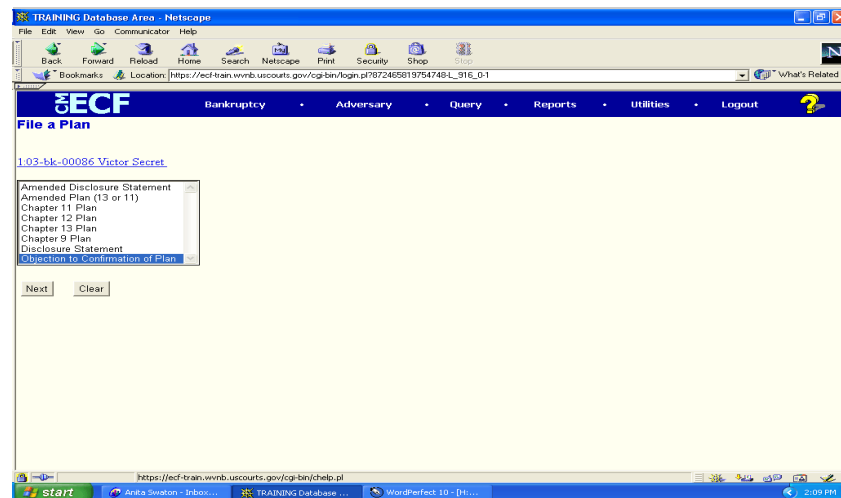 TRAINING Database Area - Netscape
File Edit View Go Communicator Help
Back Forward Reload Home Search Netscape Print Security Shop Stop
Bookmarks Location: https://ecf-train.wvnb.uscourts.gov/cgi-bin/login.pl?872465819754748-L_916_0-1 What's Related
CM ECF Bankruptcy • Adversary • Query • Reports • Utilities • Logout ?
File a Plan
1:03-bk-00086 Victor Secret
Amended Disclosure Statement
Amended Plan (13 or 11)
Chapter 11 Plan
Chapter 12 Plan
Chapter 13 Plan
Chapter 9 Plan
Disclosure Statement
Objection to Confirmation of Plan
Next Clear
https://ecf-train.wvnb.uscourts.gov/cgi-bin/chelp.pl
start Anita Swaton - Inbox... TRAINING Database ... WordPerfect 10 - [H:... 2:09 PM